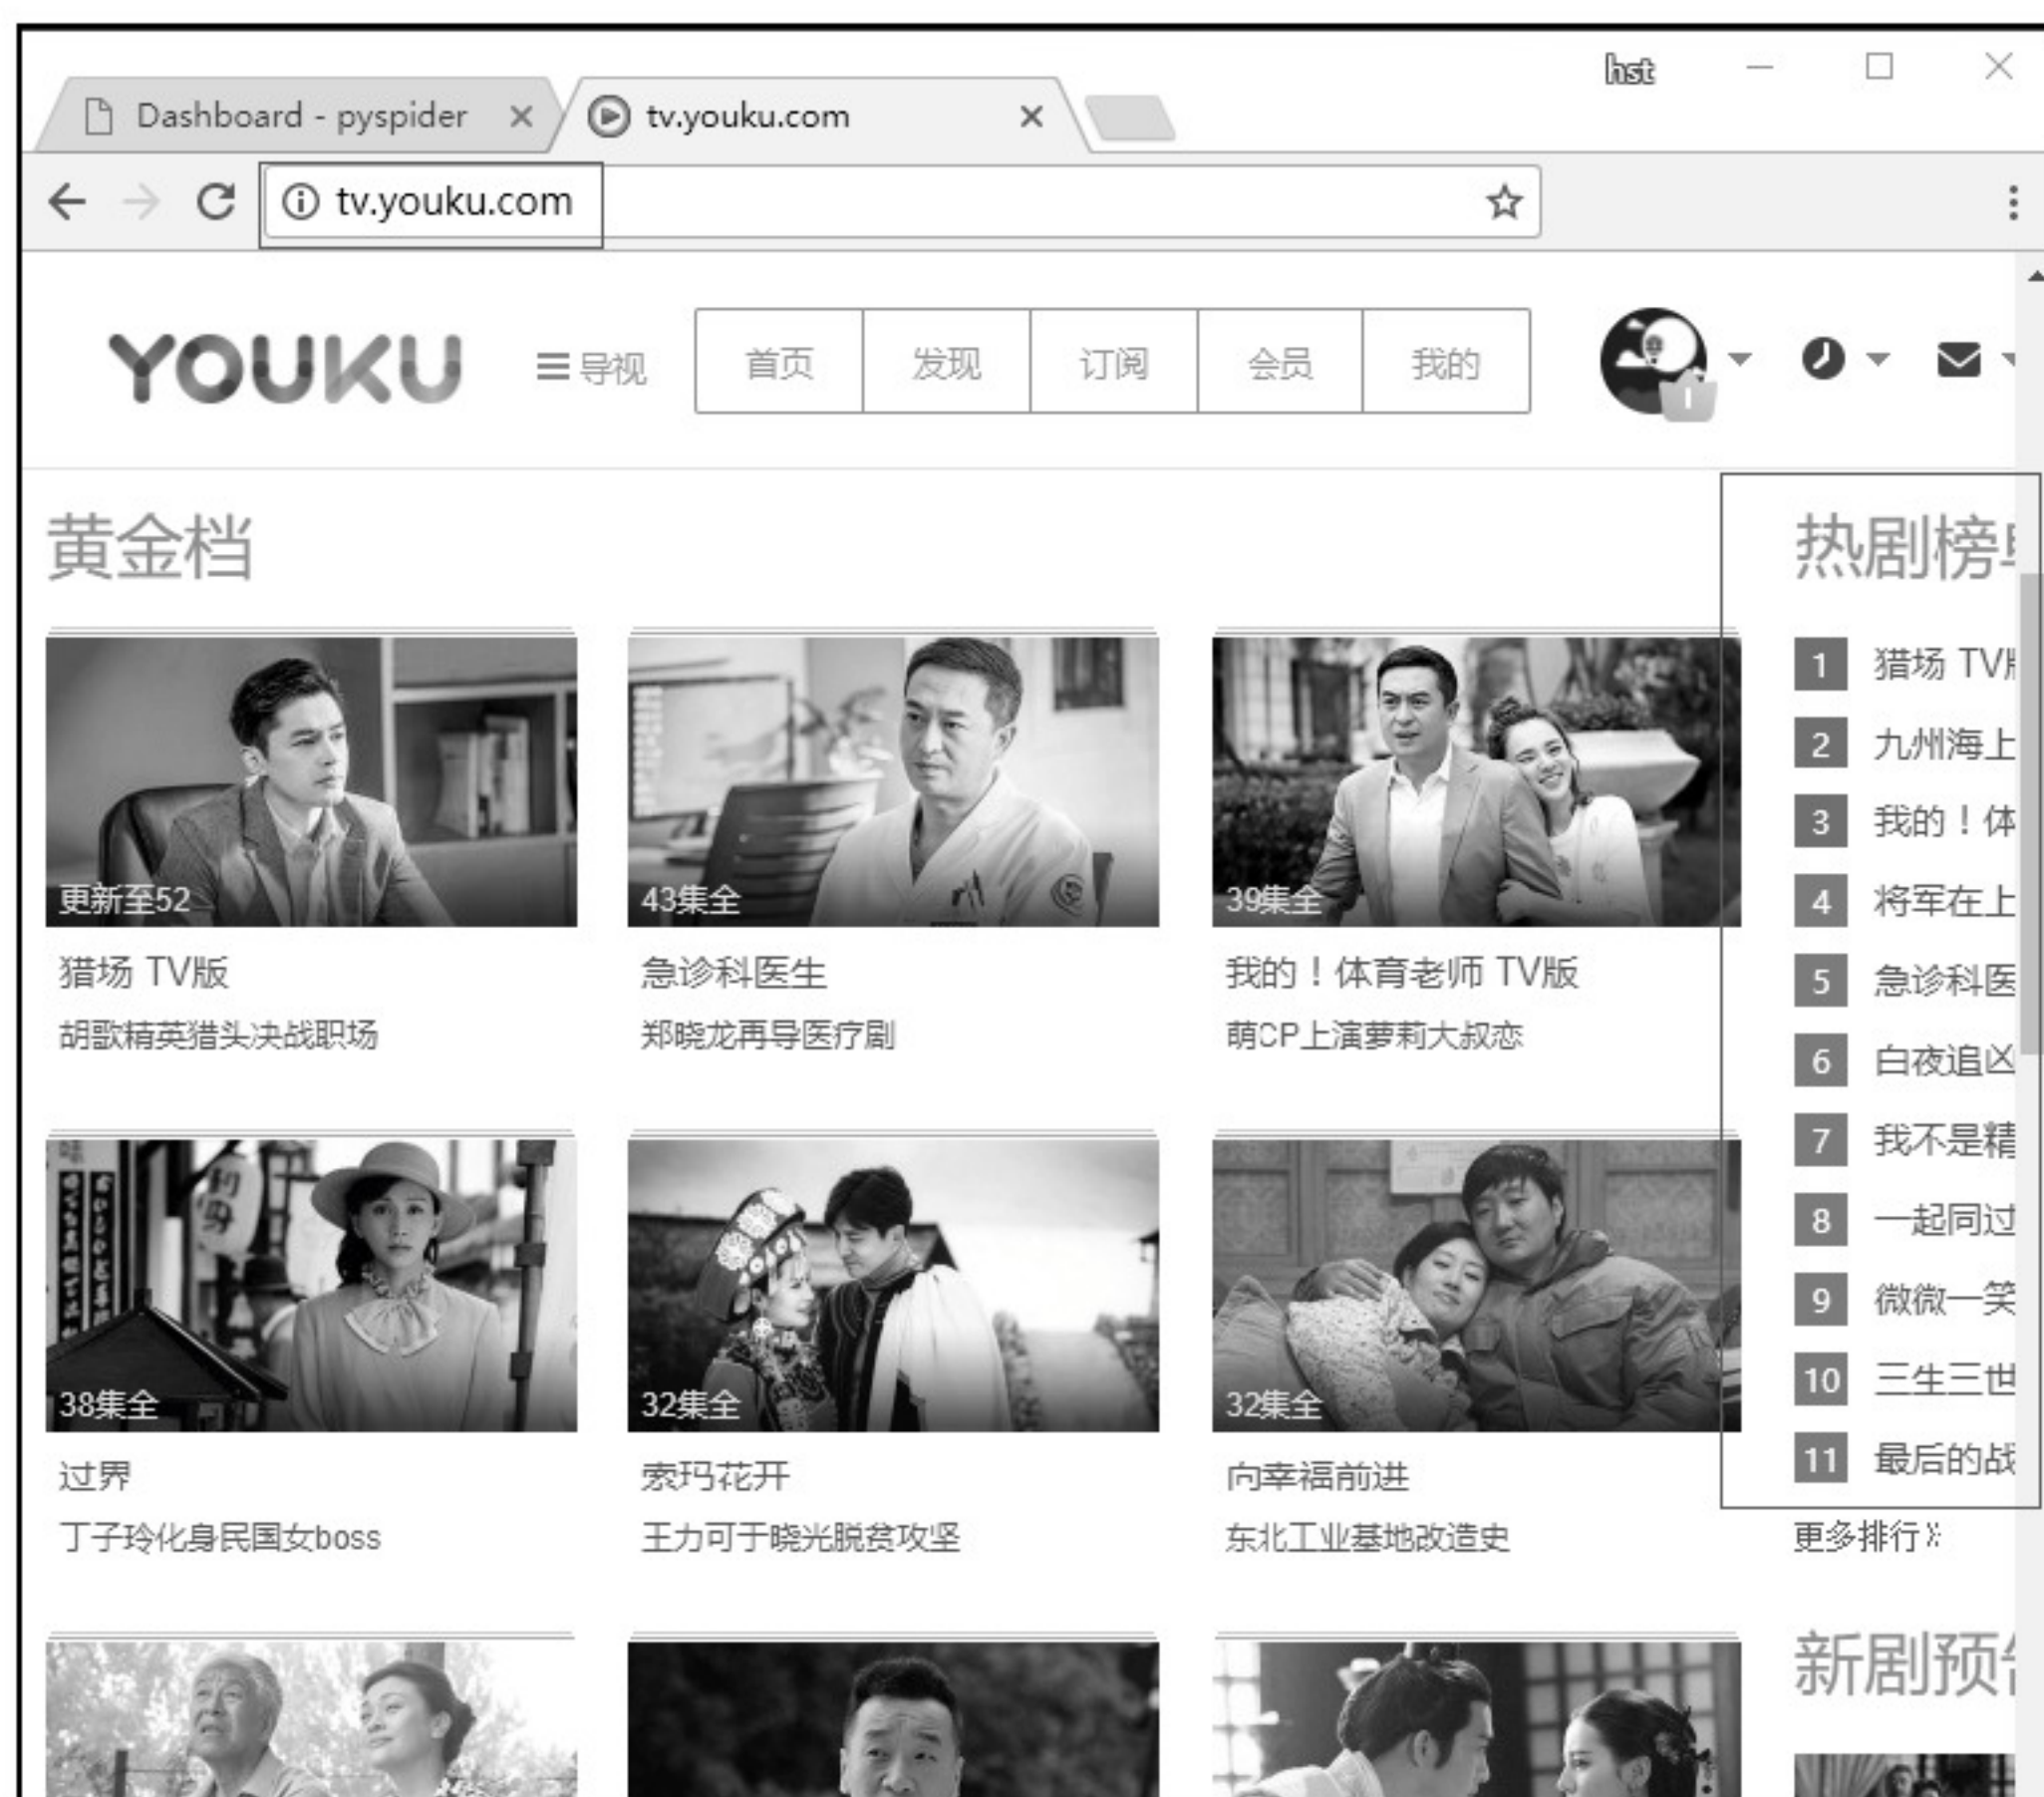 hst
Dashboard - pyspider
tv.youku.com
tv.youku.com
YOUKU
导视
首页 发现 订阅 会员 我的
黄金档
更新至52
43集全
39集全
猎场 TV版
急诊科医生
我的！体育老师 TV版
胡歌精英猎头决战职场
郑晓龙再导医疗剧
萌CP上演萝莉大叔恋
38集全
32集全
32集全
过界
索玛花开
向幸福前进
丁子玲化身民国女boss
王力可于晓光脱贫攻坚
东北工业基地改造史
热剧榜
1 猎场 TV
2 九州海上
3 我的！体
4 将军在上
5 急诊科医
6 白夜追凶
7 我不是精
8 一起同过
9 微微一笑
10 三生三世
11 最后的战
更多排行»
新剧预